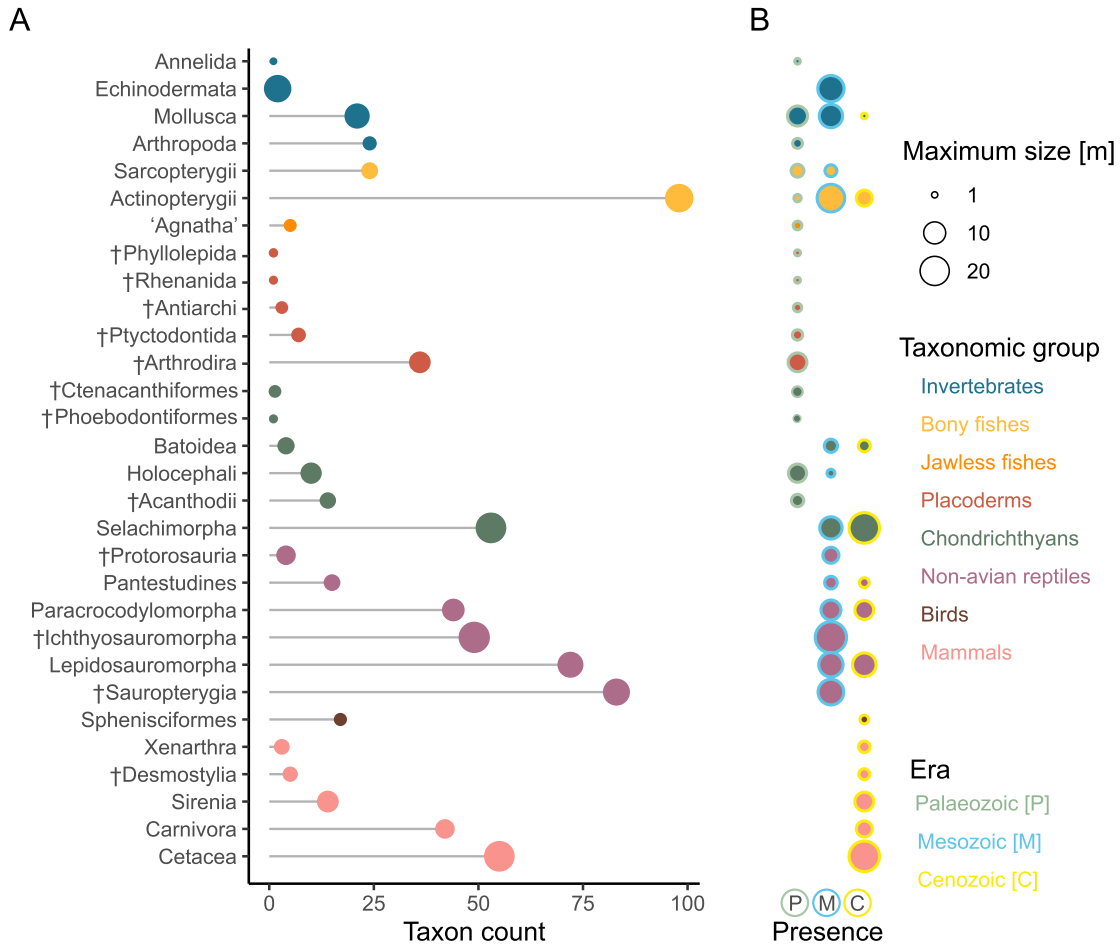 A
B
Annelida
Echinodermata
Mollusca
Arthropoda
Sarcopterygii
Actinopterygii
‘Agnatha’
†Phyllolepida
†Rhenanida
†Antiarchi
†Ptyctodontida
†Arthrodira
†Ctenacanthiformes
†Phoebodontiformes
Batoidea
Holocephali
†Acanthodii
Selachimorpha
†Protorosauria
Pantestudines
Paracrocodylomorpha
†Ichthyosauromorpha
Lepidosauromorpha
†Sauropterygia
Sphenisciformes
Xenarthra
†Desmostylia
Sirenia
Carnivora
Cetacea
0 25 50 75 100
Taxon count
P M C
Presence
Maximum size [m]
1
10
20
Taxonomic group
Invertebrates
Bony fishes
Jawless fishes
Placoderms
Chondrichthyans
Non-avian reptiles
Birds
Mammals
Era
Palaeozoic [P]
Mesozoic [M]
Cenozoic [C]